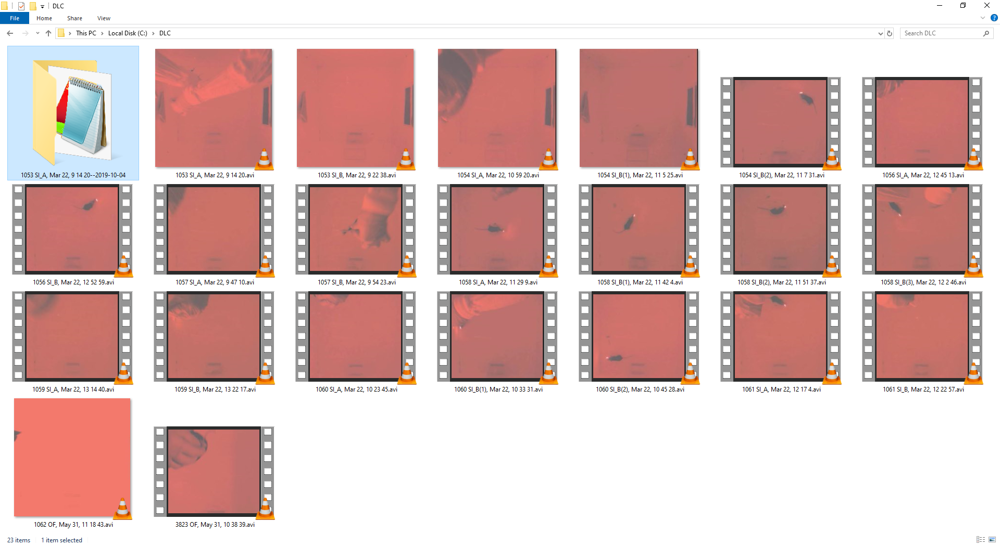 DLC
File Home Share View
This PC Local Disk (C:) DLC
Search DLC
1053 SI_A, Mar 22, 9 14 20--2019-10-04
1053 SI_A, Mar 22, 9 14 20.avi
1053 SI_B, Mar 22, 9 22 38.avi
1054 SI_A, Mar 22, 10 59 20.avi
1054 SI_B(1), Mar 22, 11 5 25.avi
1054 SI_B(2), Mar 22, 11 7 31.avi
1056 SI_A, Mar 22, 12 45 13.avi
1056 SI_B, Mar 22, 12 52 59.avi
1057 SI_A, Mar 22, 9 47 10.avi
1057 SI_B, Mar 22, 9 54 23.avi
1058 SI_A, Mar 22, 11 29 9.avi
1058 SI_B(1), Mar 22, 11 42 4.avi
1058 SI_B(2), Mar 22, 11 51 37.avi
1058 SI_B(3), Mar 22, 12 2 46.avi
1059 SI_A, Mar 22, 13 14 40.avi
1059 SI_B, Mar 22, 13 22 17.avi
1060 SI_A, Mar 22, 10 23 45.avi
1060 SI_B(1), Mar 22, 10 33 31.avi
1060 SI_B(2), Mar 22, 10 45 28.avi
1061 SI_A, Mar 22, 12 17 4.avi
1061 SI_B, Mar 22, 12 22 57.avi
1062 OF, May 31, 11 18 43.avi
3823 OF, May 31, 10 38 39.avi
23 items 1 item selected